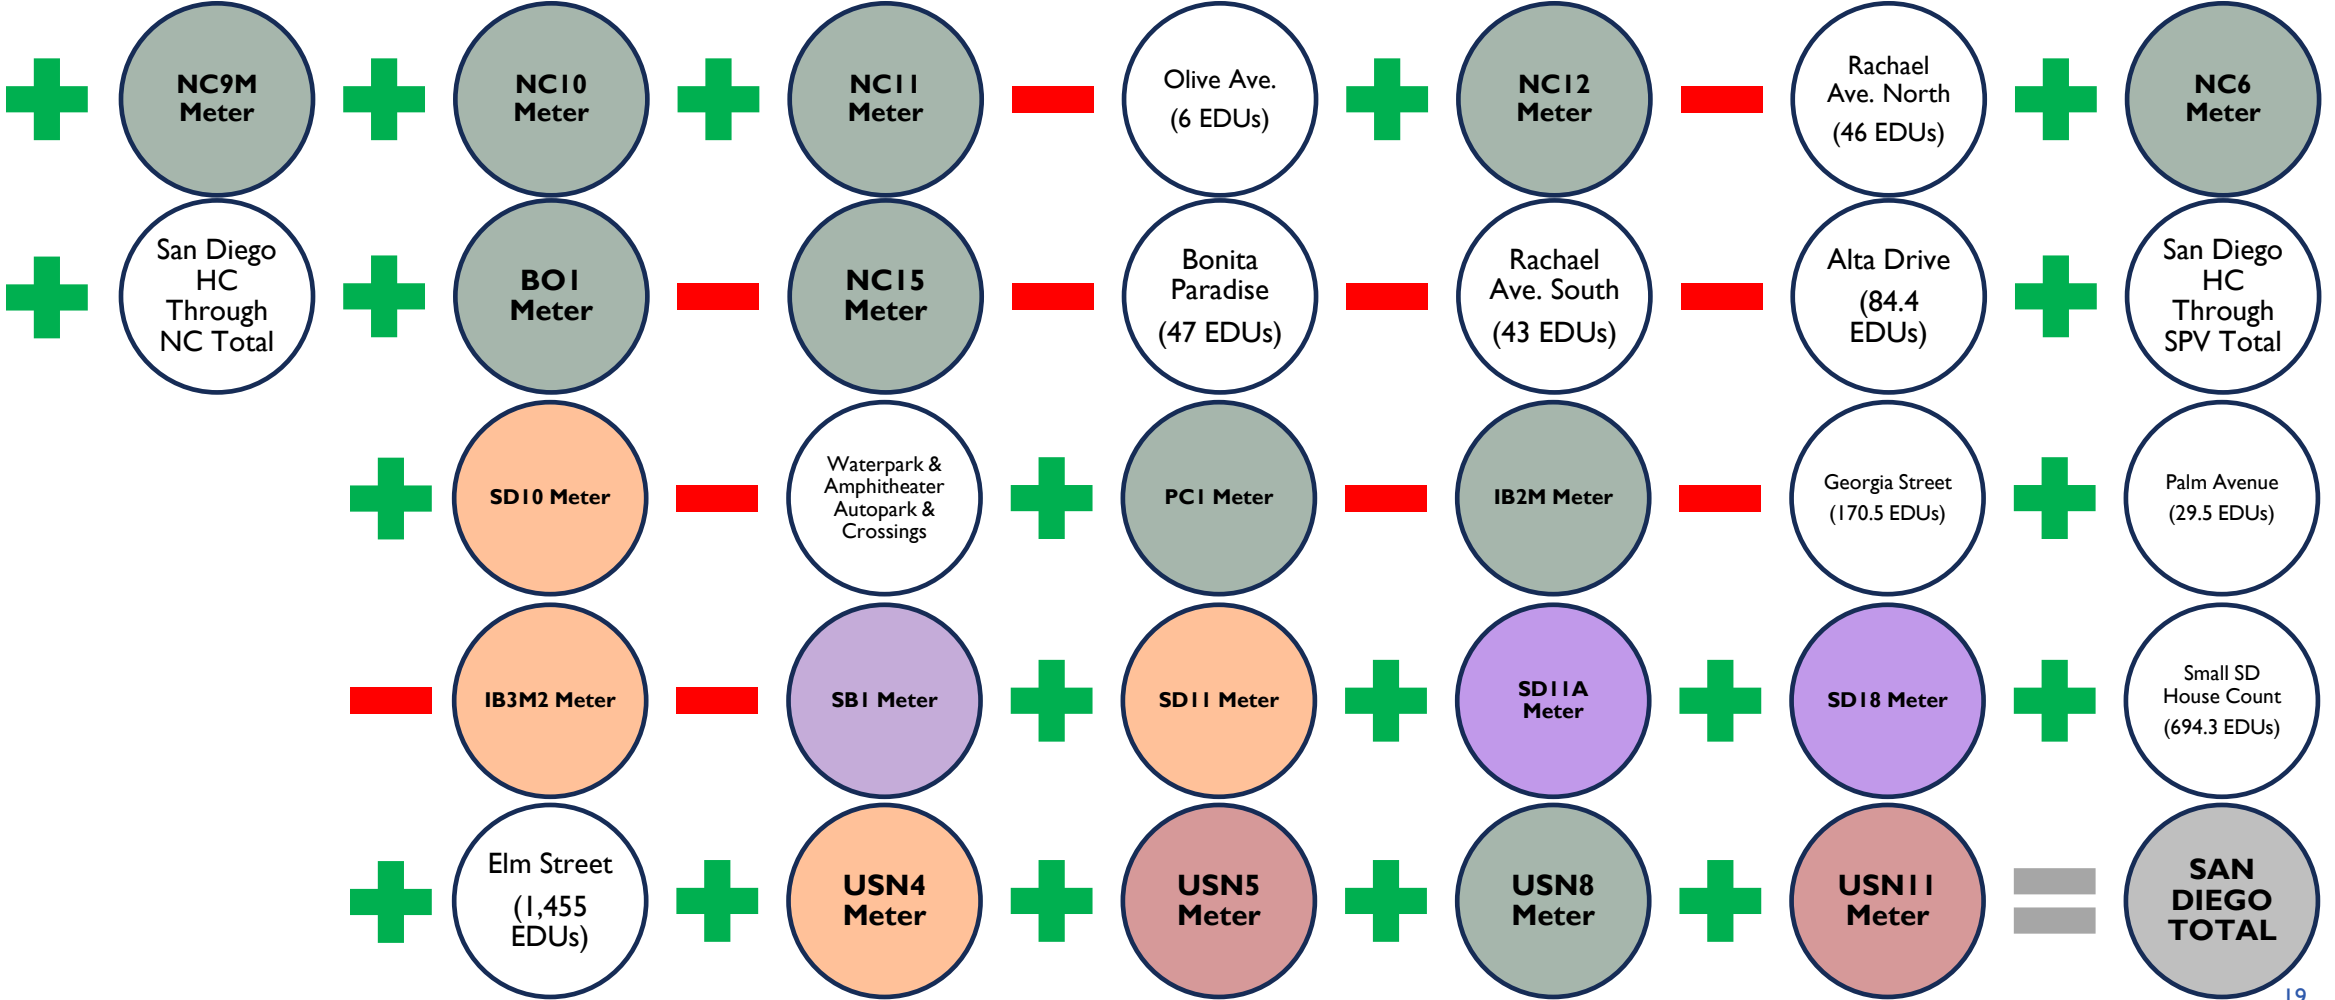 NC9M
Meter
NC10
Meter
NC11
Meter
Olive Ave.
(6 EDUs)
NC12
Meter
Rachael
Ave. North
(46 EDUs)
NC6
Meter
San Diego
HC
Through
NC Total
BO1
Meter
NC15
Meter
Bonita
Paradise
(47 EDUs)
Rachael
Ave. South
(43 EDUs)
Alta Drive
(84.4
EDUs)
San Diego
HC
Through
SPV Total
SD10 Meter
Waterpark &
Amphitheater
Autopark &
Crossings
PC1 Meter
IB2M Meter
Georgia Street
(170.5 EDUs)
Palm Avenue
(29.5 EDUs)
IB3M2 Meter
SB1 Meter
SD11 Meter
SD11A
Meter
SD18 Meter
Small SD
House Count
(694.3 EDUs)
Elm Street
(1,455
EDUs)
USN4
Meter
USN5
Meter
USN8
Meter
USN11
Meter
SAN
DIEGO
TOTAL
19